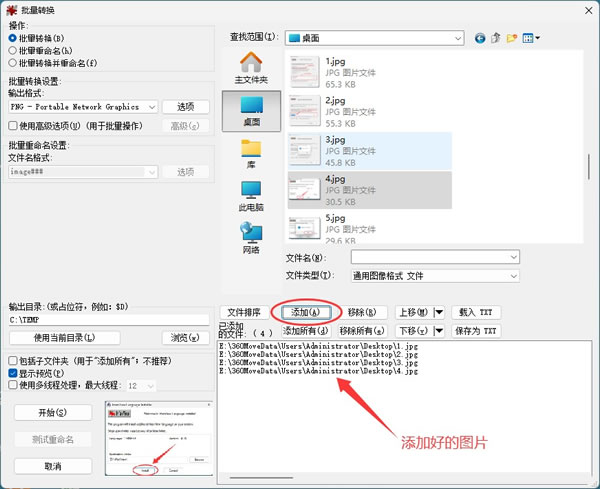 批量转换
操作:
批量转换(B)
批量重命名(h)
批量转换并重命名(f)
批量转换设置:
输出格式:
PNG - Portable Network Graphics
选项
使用高级选项(U) (用于批量操作)
高级(s)
批量重命名设置:
文件名格式:
image###
选项
查找范围(I):
桌面
主文件夹
桌面
库
此电脑
网络
1.jpg
JPG 图片文件
65.3 KB
2.jpg
JPG 图片文件
55.3 KB
3.jpg
JPG 图片文件
45.8 KB
4.jpg
JPG 图片文件
30.5 KB
5.jpg
JPG 图片文件
29.6 KB
文件名(N):
文件类型(T):
通用图像格式 文件
输出目录:(或占位符，例如: $D)
C:\TEMP
使用当前目录(L)
浏览(w)
包括子文件夹 (用于"添加所有"; 不推荐)
显示预览(E)
使用多线程处理，最大线程:
12
开始(S)
测试重命名
取消
文件排序
添加(A)
移除(R)
上移(M)
载入 TXT
已添加
的文件: ( 4 )
添加所有(d)
移除所有(a)
下移(v)
保存为 TXT
E:\360MoveData\Users\Administrator\Desktop\1.jpg
E:\360MoveData\Users\Administrator\Desktop\2.jpg
E:\360MoveData\Users\Administrator\Desktop\3.jpg
E:\360MoveData\Users\Administrator\Desktop\4.jpg
添加好的图片